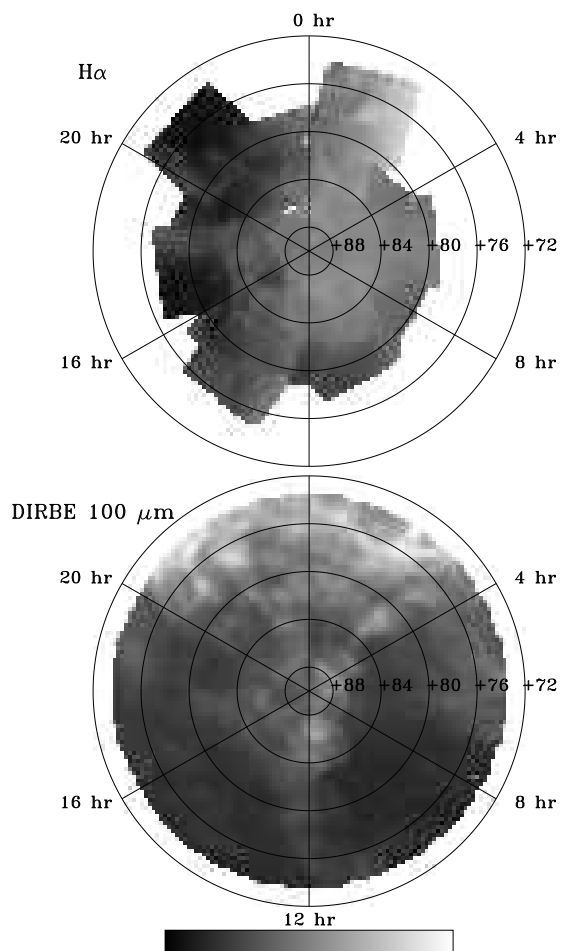 0 hr
Hα
20 hr
4 hr
+88 +84 +80 +76 +72
16 hr
8 hr
DIRBE 100 μm
20 hr
4 hr
+88 +84 +80 +76 +72
16 hr
8 hr
12 hr